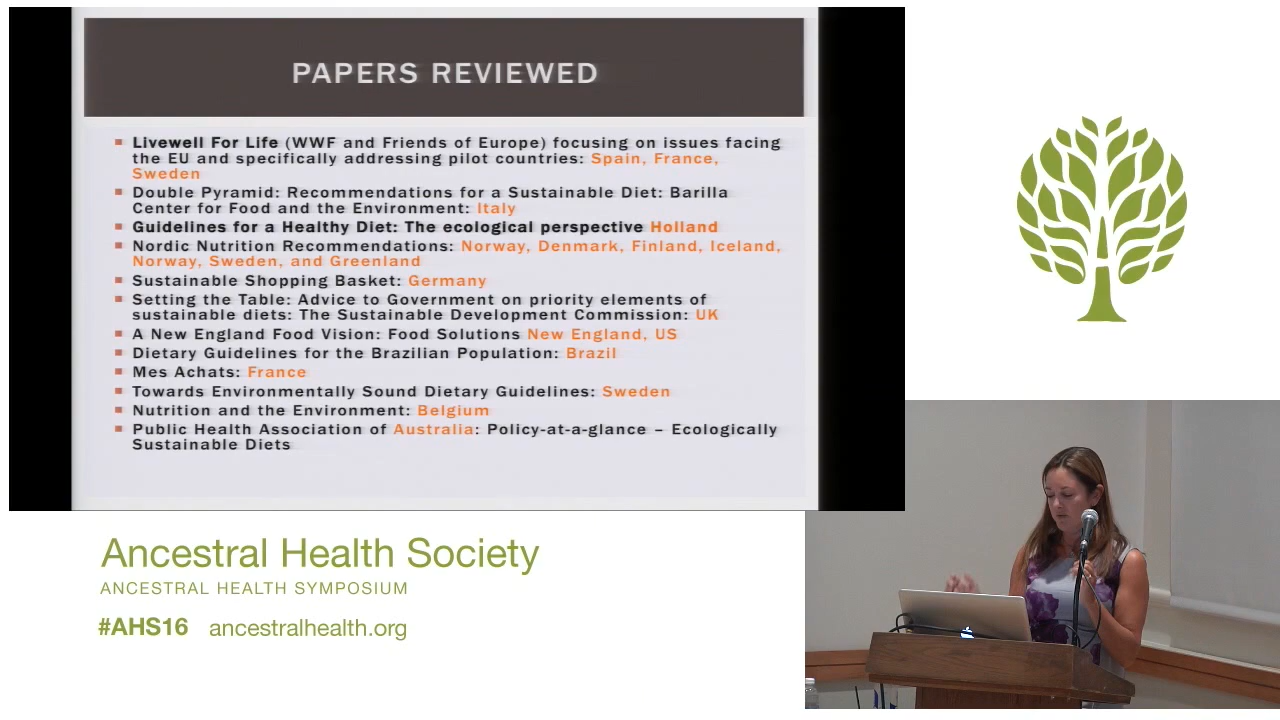 PAPERS REVIEWED
Livewell For Life (WWF and Friends of Europe) focusing on issues facing
the EU and specifically addressing pilot countries: Spain, France,
Sweden
Double Pyramid: Recommendations for a Sustainable Diet: Barilla
Center for Food and the Environment: Italy
Guidelines for a Healthy Diet: The ecological perspective Holland
Nordic Nutrition Recommendations: Norway, Denmark, Finland, Iceland,
Norway, Sweden, and Greenland
Sustainable Shopping Basket: Germany
Setting the Table: Advice to Government on priority elements of
sustainable diets: The Sustainable Development Commission: UK
A New England Food Vision: Food Solutions New England, US
Dietary Guidelines for the Brazilian Population: Brazil
Mes Achats: France
Towards Environmentally Sound Dietary Guidelines: Sweden
Nutrition and the Environment: Belgium
Public Health Association of Australia: Policy-at-a-glance – Ecologically
Sustainable Diets
Ancestral Health Society
ANCESTRAL HEALTH SYMPOSIUM
#AHS16 ancestralhealth.org